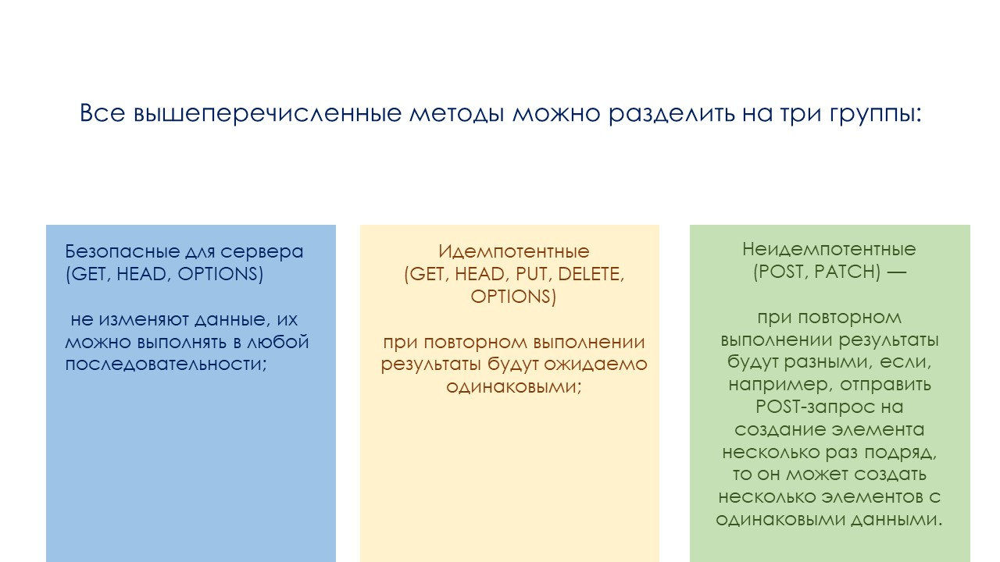 Все вышеперечисленные методы можно разделить на три группы:
Безопасные для сервера
(GET, HEAD, OPTIONS)
не изменяют данные, их
можно выполнять в любой
последовательности;
Идемпотентные
(GET, HEAD, PUT, DELETE,
OPTIONS)
при повторном выполнении
результаты будут ожидаемо
одинаковыми;
Неидемпотентные
(POST, PATCH) —
при повторном
выполнении результаты
будут разными, если,
например, отправить
POST-запрос на
создание элемента
несколько раз подряд,
то он может создать
несколько элементов с
одинаковыми данными.